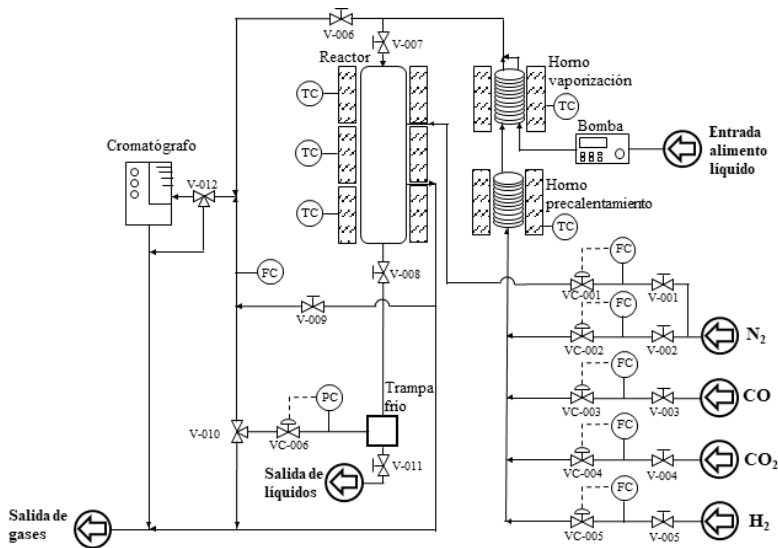 V-006
V-007
Reactor
Horno
vaporización
TC
TC
Bomba
Entrada
alimento
líquido
Cromatógrafo
TC
V-012
Horno
precalentamiento
TC
TC
FC
V-008
FC
VC-001
V-001
V-009
FC
VC-002
V-002
N2
PC
Trampa
frío
FC
VC-003
V-003
CO
V-010
VC-006
V-011
Salida de
líquidos
FC
VC-004
V-004
CO2
Salida de
gases
FC
VC-005
V-005
H2